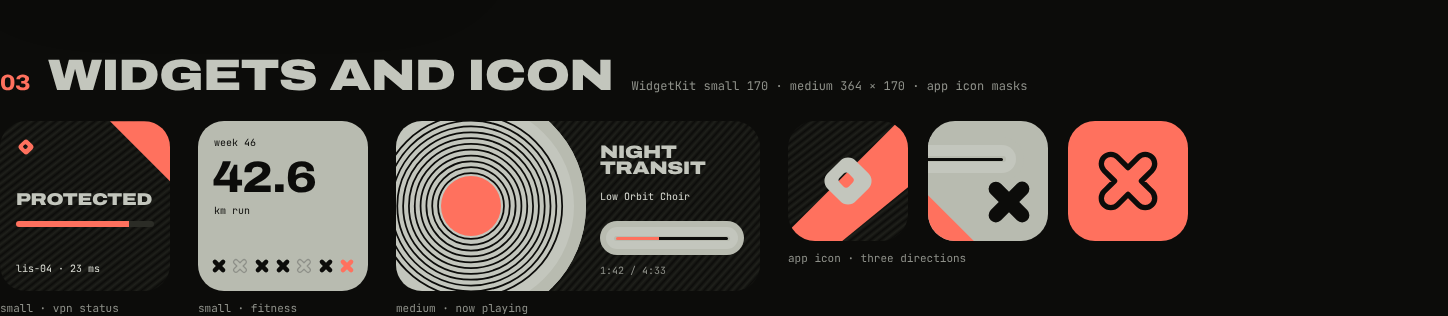 03 WIDGETS AND ICON WidgetKit small 170 · medium 364 × 170 · app icon masks
PROTECTED
lis-04 · 23 ms
small · vpn status
week 46
42.6
km run
small · fitness
NIGHT
TRANSIT
Low Orbit Choir
1:42 / 4:33
medium · now playing
app icon · three directions